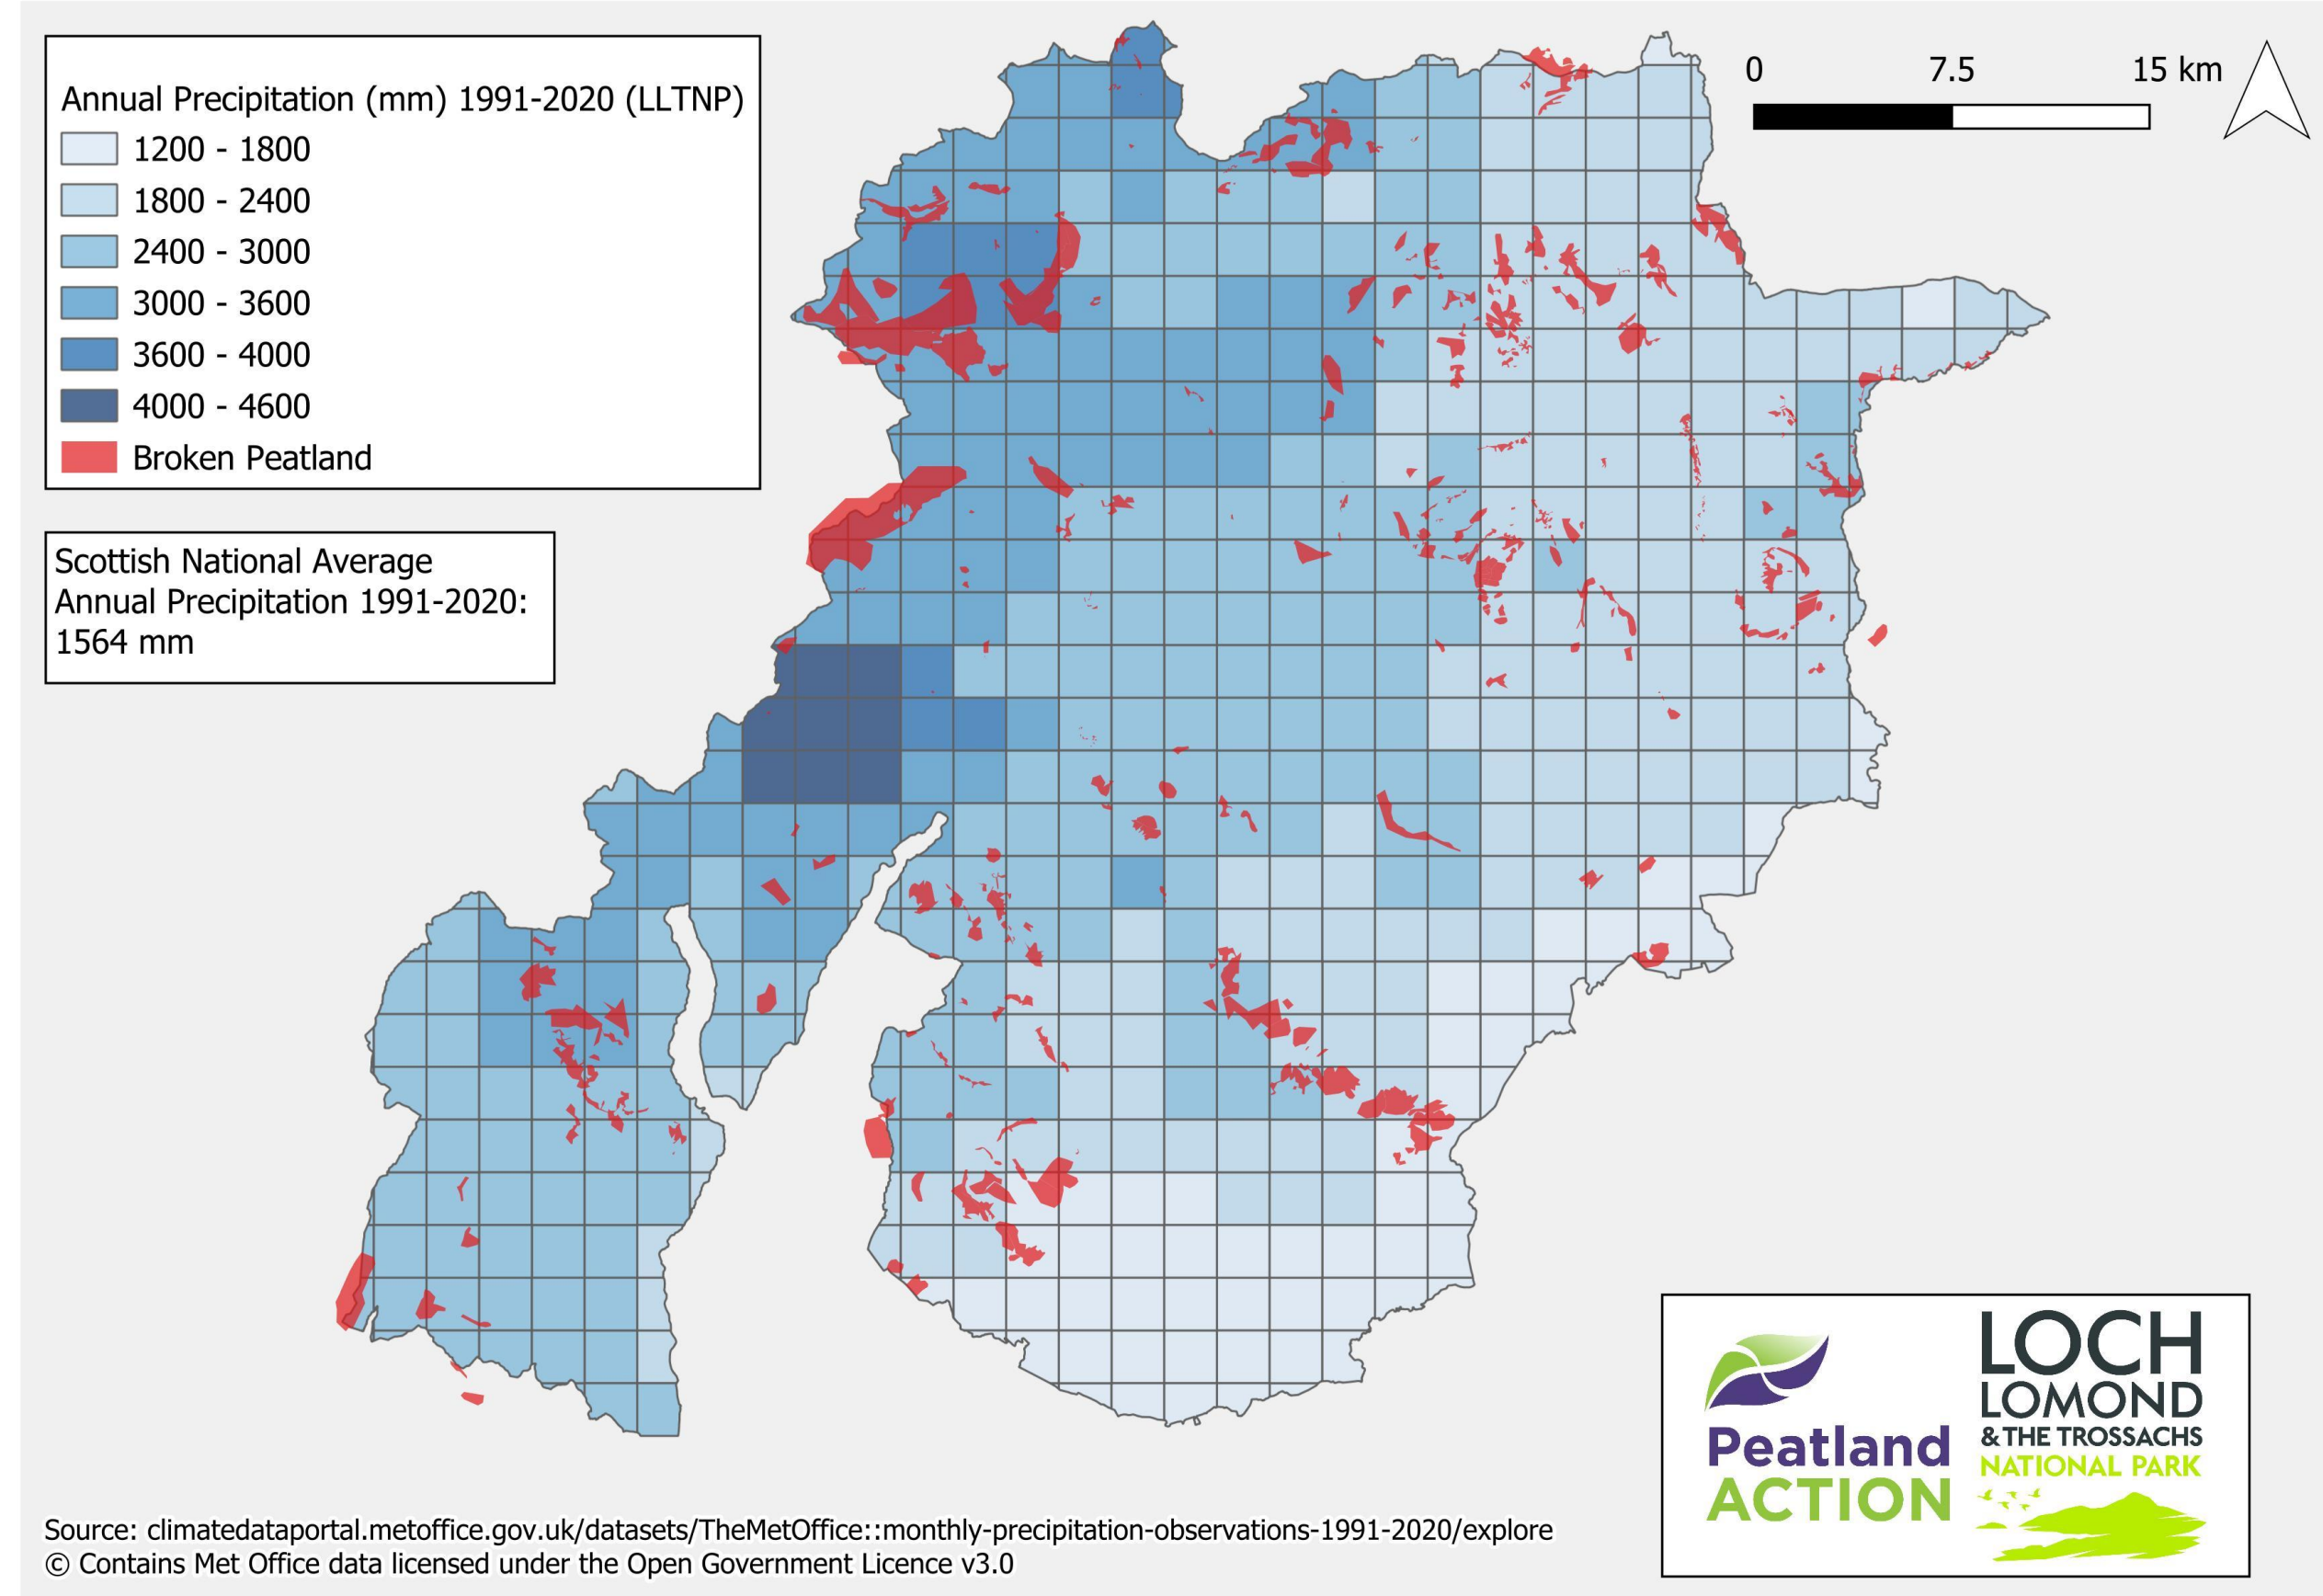 Annual Precipitation (mm) 1991-2020 (LLTNP)
1200 - 1800
1800 - 2400
2400 - 3000
3000 - 3600
3600 - 4000
4000 - 4600
Broken Peatland
Scottish National Average
Annual Precipitation 1991-2020:
1564 mm
0 7.5 15 km
Peatland
ACTION
LOCH
LOMOND
& THE TROSSACHS
NATIONAL PARK
Source: climatedataportal.metoffice.gov.uk/datasets/TheMetOffice::monthly-precipitation-observations-1991-2020/explore
© Contains Met Office data licensed under the Open Government Licence v3.0